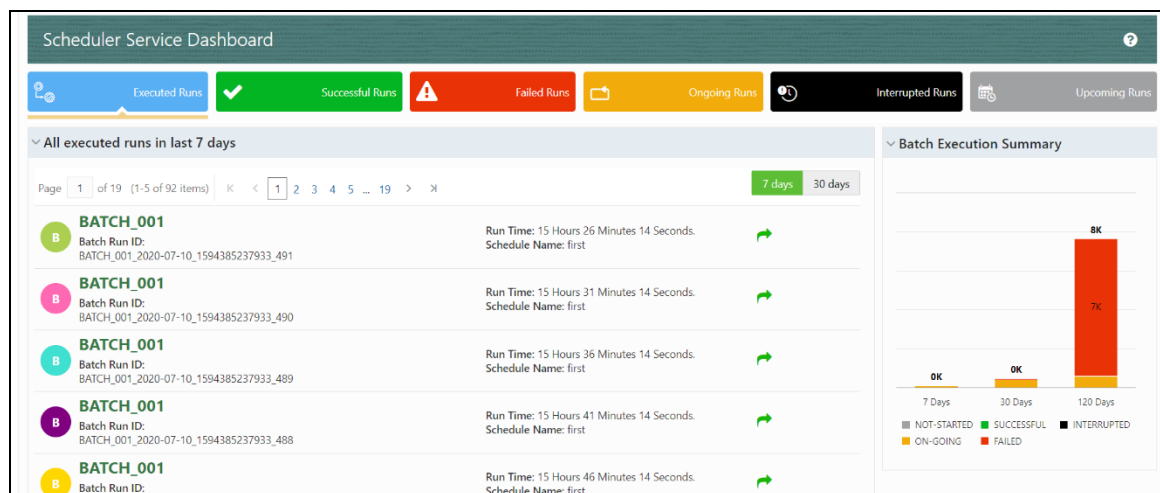 Scheduler Service Dashboard
?
Executed Runs
Successful Runs
Failed Runs
Ongoing Runs
Interrupted Runs
Upcoming Runs
All executed runs in last 7 days
Page 1 of 19 (1-5 of 92 items) K < 1 2 3 4 5 ... 19 > >|
7 days 30 days
B
BATCH_001
Batch Run ID:
BATCH_001_2020-07-10_1594385237933_491
Run Time: 15 Hours 26 Minutes 14 Seconds.
Schedule Name: first
B
BATCH_001
Batch Run ID:
BATCH_001_2020-07-10_1594385237933_490
Run Time: 15 Hours 31 Minutes 14 Seconds.
Schedule Name: first
B
BATCH_001
Batch Run ID:
BATCH_001_2020-07-10_1594385237933_489
Run Time: 15 Hours 36 Minutes 14 Seconds.
Schedule Name: first
B
BATCH_001
Batch Run ID:
BATCH_001_2020-07-10_1594385237933_488
Run Time: 15 Hours 41 Minutes 14 Seconds.
Schedule Name: first
B
BATCH_001
Batch Run ID:
Run Time: 15 Hours 46 Minutes 14 Seconds.
Schedule Name: first
Batch Execution Summary
8K
7K
0K
0K
7 Days 30 Days 120 Days
NOT-STARTED SUCCESSFUL INTERRUPTED
ON-GOING FAILED